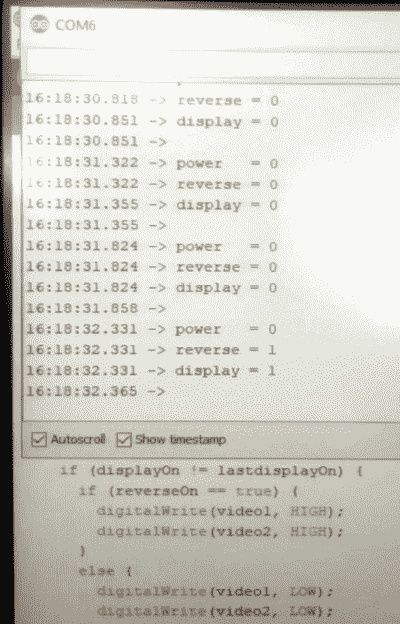 COM6
16:18:30.818 -> reverse = 0
16:18:30.851 -> display = 0
16:18:30.851 ->
16:18:31.322 -> power   = 0
16:18:31.322 -> reverse = 0
16:18:31.355 -> display = 0
16:18:31.355 ->
16:18:31.824 -> power   = 0
16:18:31.824 -> reverse = 0
16:18:31.824 -> display = 0
16:18:31.858 ->
16:18:32.331 -> power   = 0
16:18:32.331 -> reverse = 1
16:18:32.331 -> display = 1
16:18:32.365 ->
Autoscroll Show timestamp
if (displayOn != lastdisplayOn) {
if (reverseOn == true) {
digitalWrite(video1, HIGH);
digitalWrite(video2, HIGH);
}
else {
digitalWrite(video1, LOW);
digitalWrite(video2, LOW);